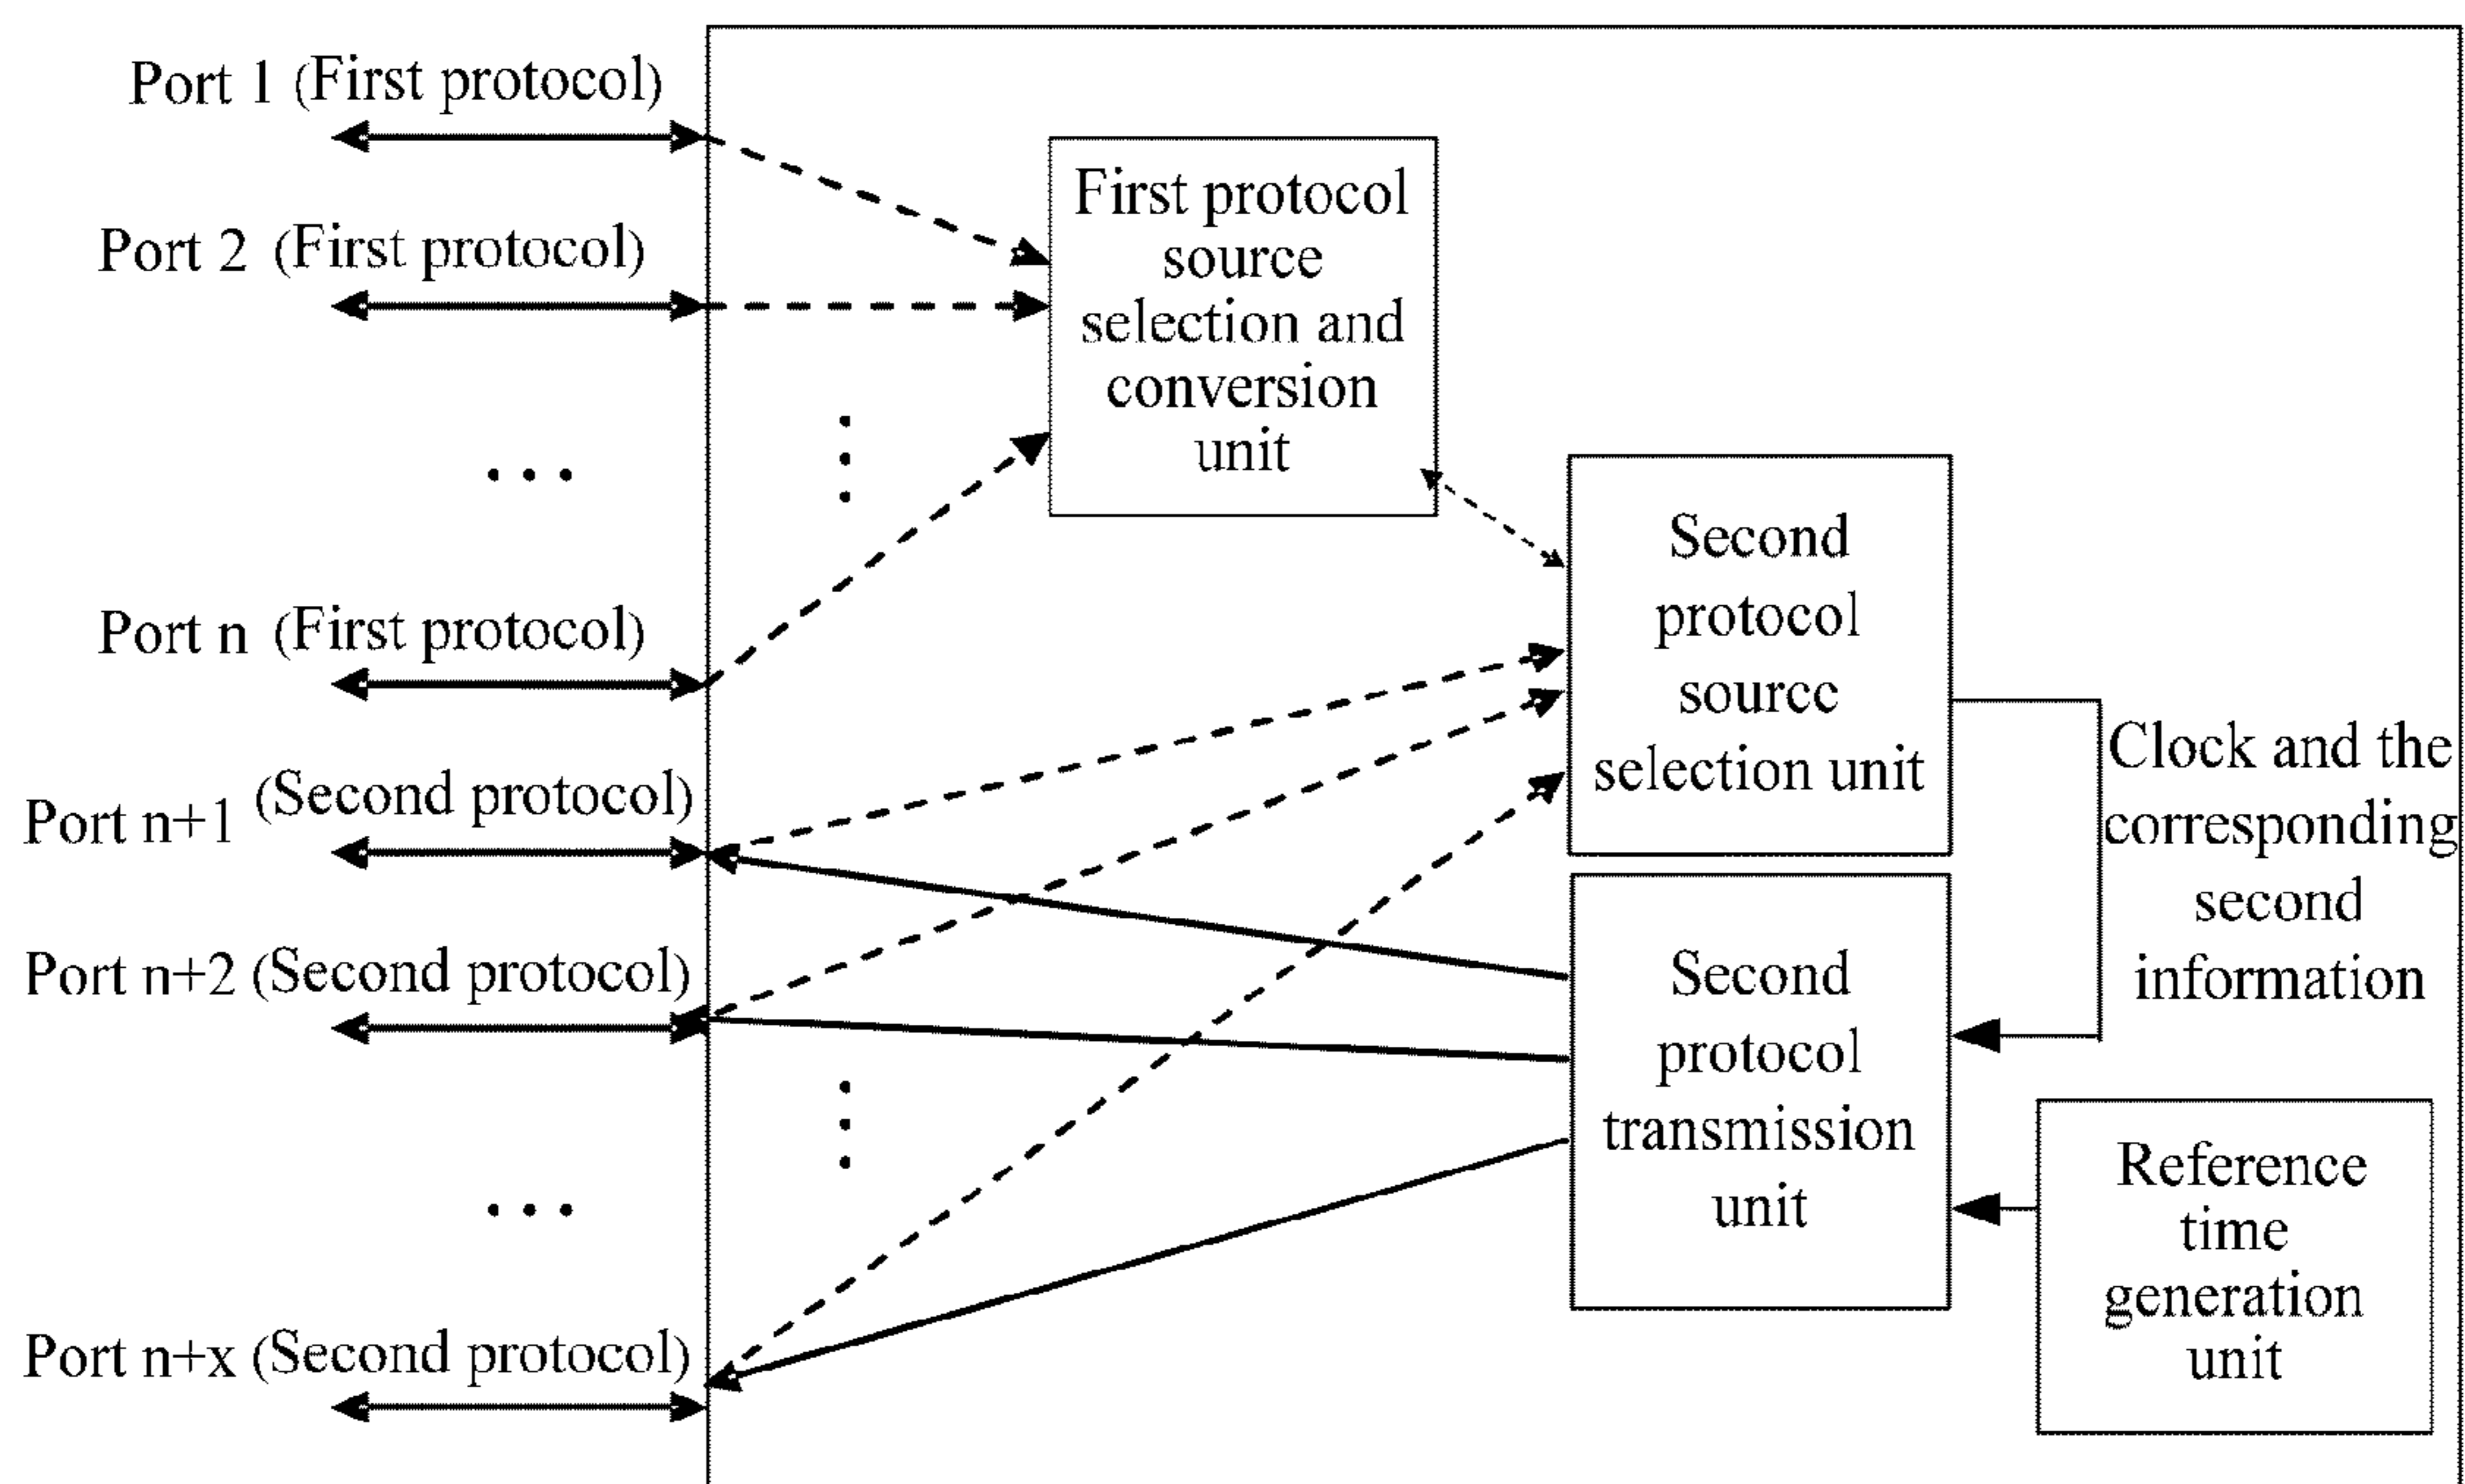 Port 1 (First protocol)
Port 2 (First protocol)
...
Port n (First protocol)
Port n+1 (Second protocol)
Port n+2 (Second protocol)
...
Port n+x (Second protocol)
First protocol
source
selection and
conversion
unit
Second
protocol
source
selection unit
Clock and the
corresponding
second
information
Second
protocol
transmission
unit
Reference
time
generation
unit